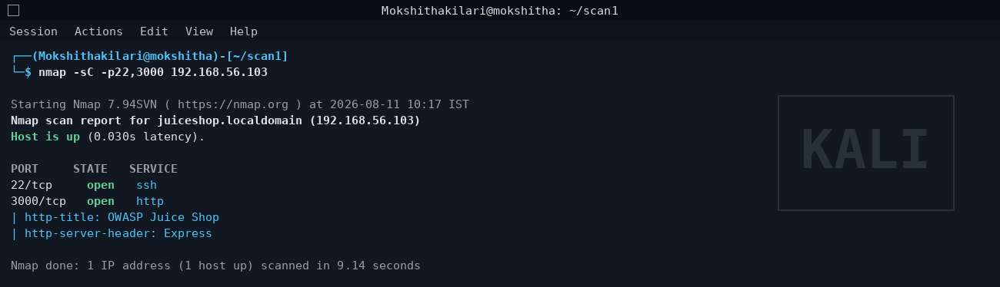 Mokshithakilari@mokshitha: ~/scan1
Session Actions Edit View Help
┌──(Mokshithakilari@mokshitha)-[~/scan1]
└─$ nmap -sC -p22,3000 192.168.56.103
Starting Nmap 7.94SVN ( https://nmap.org ) at 2026-08-11 10:17 IST
Nmap scan report for juiceshop.localdomain (192.168.56.103)
Host is up (0.030s latency).
PORT     STATE   SERVICE
22/tcp     open   ssh
3000/tcp   open   http
| http-title: OWASP Juice Shop
| http-server-header: Express
Nmap done: 1 IP address (1 host up) scanned in 9.14 seconds
KALI